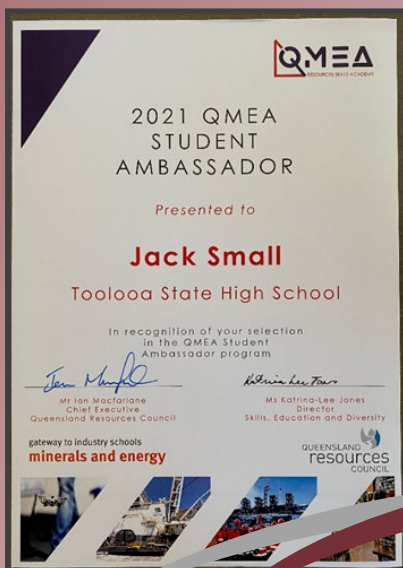 QMEA
RESOURCES SKILLS ACADEMY
2021 QMEA
STUDENT
AMBASSADOR
Presented to
Jack Small
Toolooa State High School
In recognition of your selection
in the QMEA Student
Ambassador program
Mr Ian Macfarlane
Chief Executive
Queensland Resources Council
Ms Katrina-Lee Jones
Director
Skills, Education and Diversity
gateway to industry schools
minerals and energy
QUEENSLAND
resources
COUNCIL